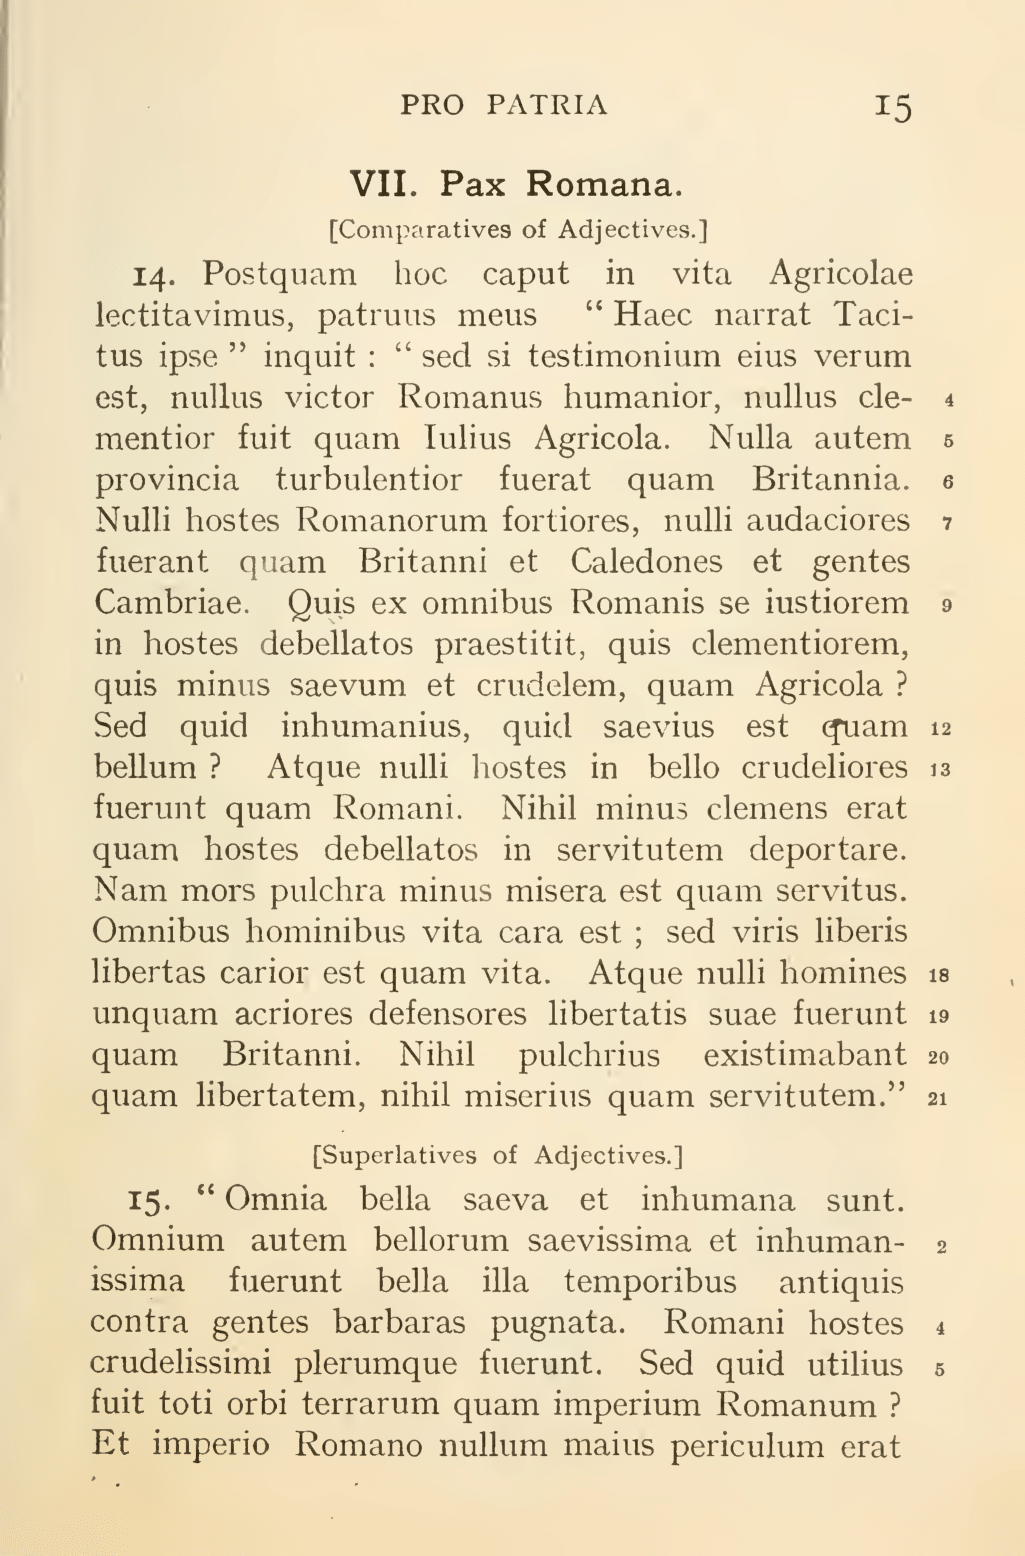 PRO PATRIA 15
VII. Pax Romana.
[Comparatives of Adjectives.]
14. Postquam hoc caput in vita Agricolae
lectitavimus, patruus meus “ Haec narrat Taci-
tus ipse ” inquit : “ sed si testimonium eius verum
est, nullus victor Romanus humanior, nullus cle- 4
mentior fuit quam Iulius Agricola. Nulla autem 5
provincia turbulentior fuerat quam Britannia. 6
Nulli hostes Romanorum fortiores, nulli audaciores 7
fuerant quam Britanni et Caledones et gentes
Cambriae. Quis ex omnibus Romanis se iustiorem 9
in hostes debellatos praestitit, quis clementiorem,
quis minus saevum et crudelem, quam Agricola ?
Sed quid inhumanius, quid saevius est quam 12
bellum ? Atque nulli hostes in bello crudeliores 13
fuerunt quam Romani. Nihil minus clemens erat
quam hostes debellatos in servitutem deportare.
Nam mors pulchra minus misera est quam servitus.
Omnibus hominibus vita cara est ; sed viris liberis
libertas carior est quam vita. Atque nulli homines 18
unquam acriores defensores libertatis suae fuerunt 19
quam Britanni. Nihil pulchrius existimabant 20
quam libertatem, nihil miserius quam servitutem.” 21
[Superlatives of Adjectives.]
15. “ Omnia bella saeva et inhumana sunt.
Omnium autem bellorum saevissima et inhuman- 2
issima fuerunt bella illa temporibus antiquis
contra gentes barbaras pugnata. Romani hostes 4
crudelissimi plerumque fuerunt. Sed quid utilius 5
fuit toti orbi terrarum quam imperium Romanum ?
Et imperio Romano nullum maius periculum erat